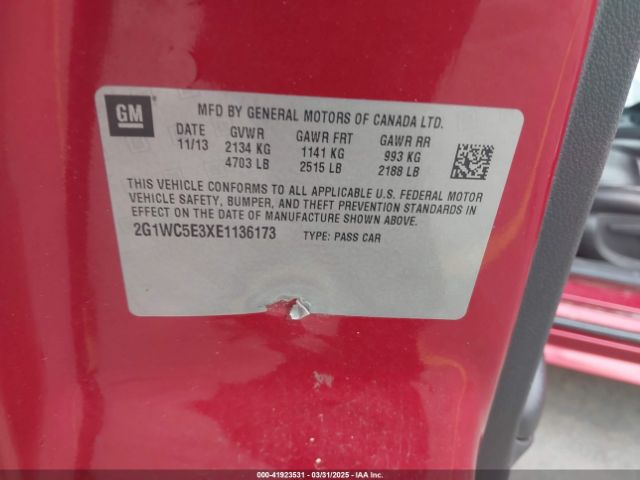 GM
MFD BY GENERAL MOTORS OF CANADA LTD.
DATE GVWR GAWR FRT GAWR RR
11/13 2134 KG 1141 KG 993 KG
4703 LB 2515 LB 2188 LB
THIS VEHICLE CONFORMS TO ALL APPLICABLE U.S. FEDERAL MOTOR
VEHICLE SAFETY, BUMPER, AND THEFT PREVENTION STANDARDS IN
EFFECT ON THE DATE OF MANUFACTURE SHOWN ABOVE.
2G1WC5E3XE1136173 TYPE: PASS CAR
000-41923531 - 03/31/2025 - IAAI.COM